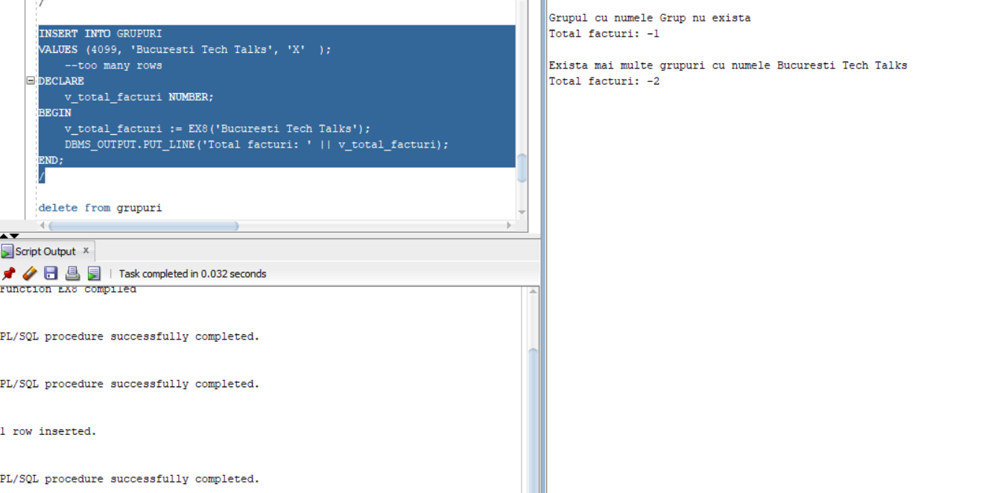 /
INSERT INTO GRUPURI
VALUES (4099, 'Bucuresti Tech Talks', 'X'  );
--too many rows
DECLARE
v_total_facturi NUMBER;
BEGIN
v_total_facturi := EX8('Bucuresti Tech Talks');
DBMS_OUTPUT.PUT_LINE('Total facturi: ' || v_total_facturi);
END;
/
delete from grupuri
Script Output x
Task completed in 0.032 seconds
Function EX8 compiled
PL/SQL procedure successfully completed.
PL/SQL procedure successfully completed.
1 row inserted.
PL/SQL procedure successfully completed.
Grupul cu numele Grup nu exista
Total facturi: -1
Exista mai multe grupuri cu numele Bucuresti Tech Talks
Total facturi: -2